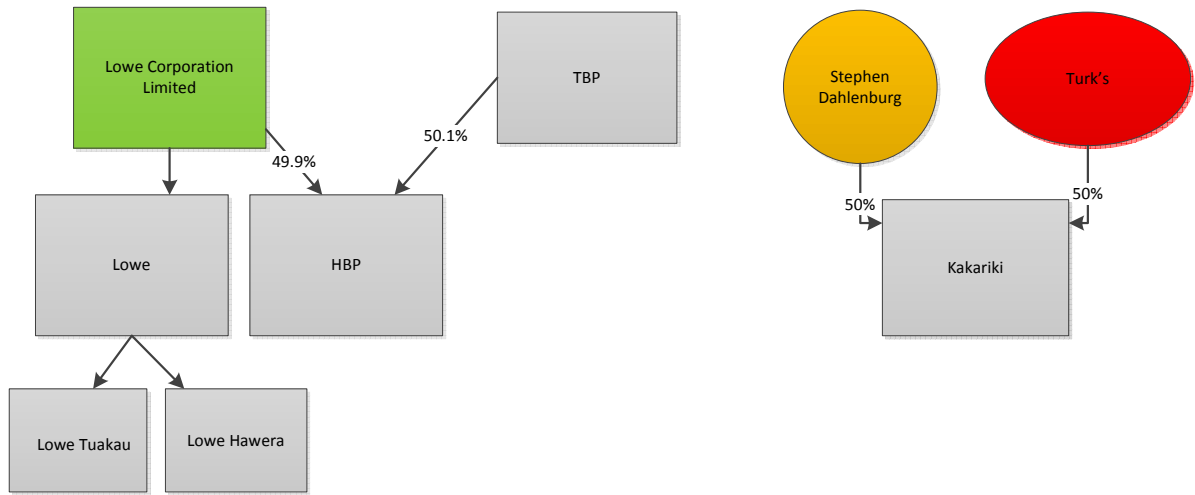 Lowe Corporation
Limited
TBP
Stephen
Dahlenburg
Turk's
49.9%
50.1%
50%
50%
Lowe
HBP
Kakariki
Lowe Tuakau
Lowe Hawera